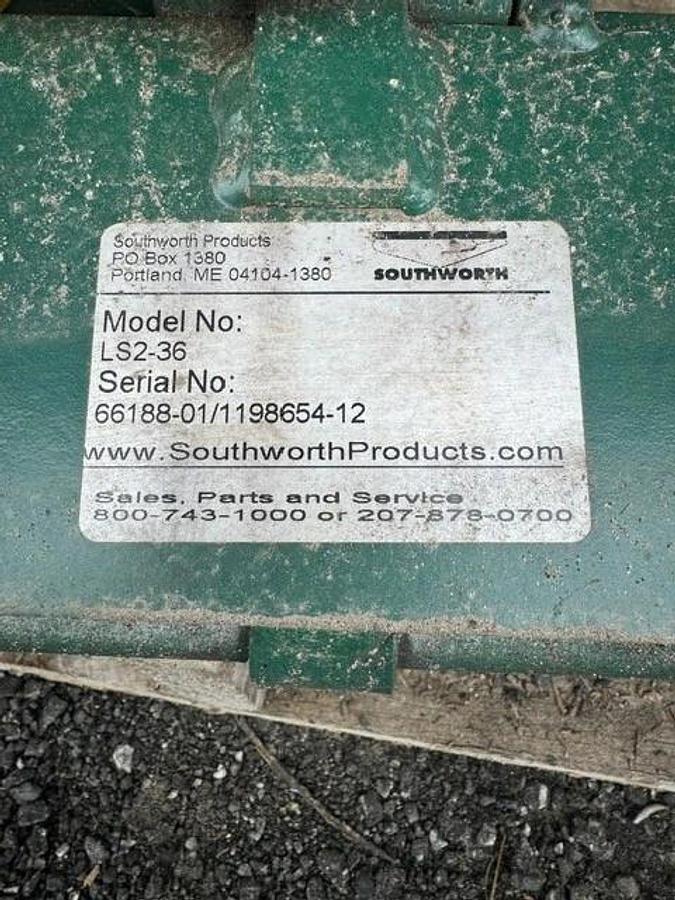 Southworth Products
PO Box 1380
Portland, ME 04104-1380
SOUTHWORTH
Model No:
LS2-36
Serial No:
66188-01/1198654-12
www.SouthworthProducts.com
Sales, Parts and Service
800-743-1000 or 207-878-0700